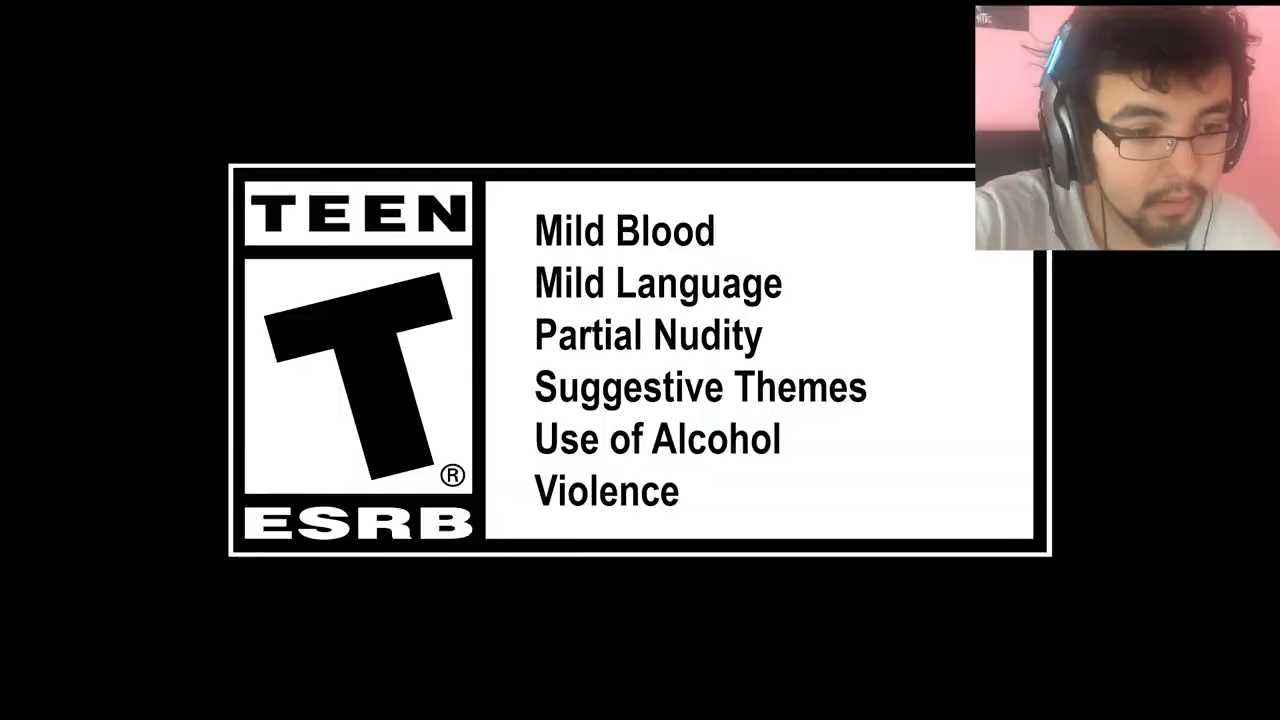 TEEN
T
®
ESRB
Mild Blood
Mild Language
Partial Nudity
Suggestive Themes
Use of Alcohol
Violence